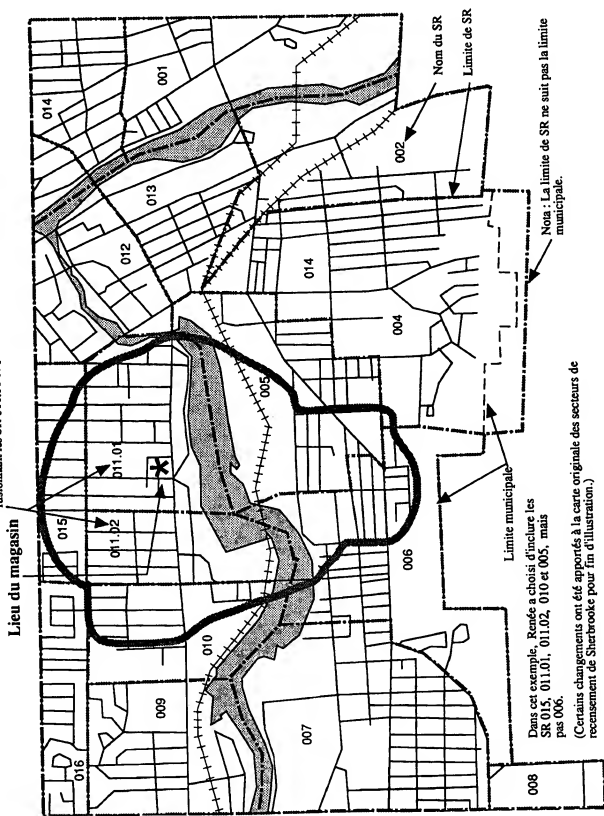 Lieu du magasin
014
001
015
011.01
011.02
012
013
016
009
010
005
014
002
Nom du SR
Limite de SR
004
007
006
008
Limite municipale
Nota : La limite de SR ne suit pas la limite
municipale.
Dans cet exemple, Renée a choisi d'inclure les
SR 015, 011.01, 011.02, 010 et 005, mais
pas 006.
(Certains changements ont été apportés à la carte originale des secteurs de
recensement de Sherbrooke pour fin d'illustration.)